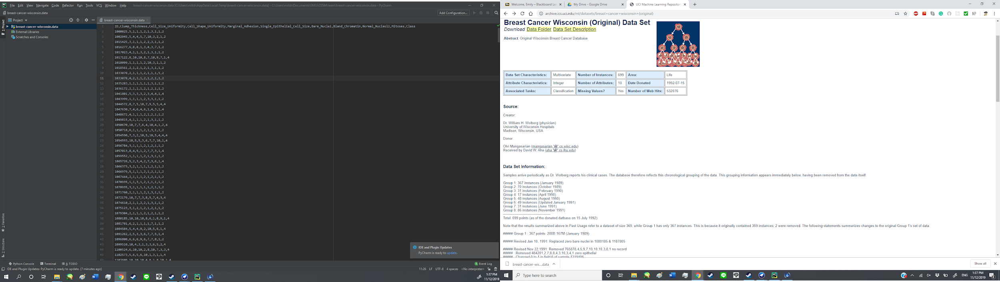 File Edit View Navigate Code Refactor Run Tools VCS Window Help breast-cancer-wisconsin.data [C:\Users\milkb\AppData\Local\Temp\breast-cancer-wisconsin.data] - C:\Users\milkb\Documents\GMU\CS584\team\breast-cancer-wisconsin.data - PyCharm
breast-cancer-wisconsin.data
Add Configuration...
Project
breast-cancer-wisconsin.data
1: Project
breast-cancer-wisconsin.data
External Libraries
Scratches and Consoles
2: Favorites
7: Structure
1 ID,Clump_Thickness,Cell_Size_Uniformity,Cell_Shape_Uniformity,Marginal_Adhesion,Single_Epithelial_Cell_Size,Bare_Nuclei,Bland_Chromatin,Normal_Nucleoli,Mitoses,Class
2 1000025,5,1,1,1,2,1,3,1,1,2
3 1002945,5,4,4,5,7,10,3,2,1,2
4 1015425,3,1,1,1,2,2,3,1,1,2
5 1016277,6,8,8,1,3,4,3,7,1,2
6 1017023,4,1,1,3,2,1,3,1,1,2
7 1017122,8,10,10,8,7,10,9,7,1,4
8 1018099,1,1,1,1,2,10,3,1,1,2
9 1018561,2,1,2,1,2,1,3,1,1,2
10 1033078,2,1,1,1,2,1,1,1,5,2
11 1033078,4,2,1,1,2,1,2,1,1,2
12 1035283,1,1,1,1,1,1,3,1,1,2
13 1036172,2,1,1,1,2,1,2,1,1,2
14 1041801,5,3,3,3,2,3,4,4,1,4
15 1043999,1,1,1,1,2,3,3,1,1,2
16 1044572,8,7,5,10,7,9,5,5,4,4
17 1047630,7,4,6,4,6,1,4,3,1,4
18 1048672,4,1,1,1,2,1,2,1,1,2
19 1049815,4,1,1,1,2,1,3,1,1,2
20 1050670,10,7,7,6,4,10,4,1,2,4
21 1050718,6,1,1,1,2,1,3,1,1,2
22 1054590,7,3,2,10,5,10,5,4,4,4
23 1054593,10,5,5,3,6,7,7,10,1,4
24 1056784,3,1,1,1,2,1,2,1,1,2
25 1057013,8,4,5,1,2,?,7,3,1,4
26 1059552,1,1,1,1,2,1,3,1,1,2
27 1065726,5,2,3,4,2,7,3,6,1,4
28 1066373,3,2,1,1,1,1,2,1,1,2
29 1066979,5,1,1,1,2,1,2,1,1,2
30 1067444,2,1,1,1,2,1,2,1,1,2
31 1070935,1,1,3,1,2,1,1,1,1,2
32 1070935,3,1,1,1,1,1,2,1,1,2
33 1071760,2,1,1,1,2,1,3,1,1,2
34 1072179,10,7,7,3,8,5,7,4,3,4
35 1074610,2,1,1,2,2,1,3,1,1,2
36 1075123,3,1,2,1,2,1,2,1,1,2
37 1079304,2,1,1,1,2,1,2,1,1,2
38 1080185,10,10,10,8,6,1,8,9,1,4
39 1081791,6,2,1,1,1,1,7,1,1,2
40 1084584,5,4,4,9,2,10,5,6,1,4
41 1091262,2,5,3,3,6,7,7,5,1,4
42 1096800,6,6,6,9,6,?,7,8,1,2
43 1099510,10,4,3,1,3,3,6,5,2,4
44 1100524,6,10,10,2,8,10,7,3,3,4
45 1102573,5,6,5,6,10,1,3,1,1,4
46 1103608,10,10,10,4,8,1,8,10,1,4
IDE and Plugin Updates
PyCharm is ready to update.
Python Console Terminal 6: TODO Event Log
IDE and Plugin Updates: PyCharm is ready to update. (7 minutes ago) 11:26 LF UTF-8 4 spaces <No interpreter>
1:37 PM
11/12/2019
Welcome, Emily – Blackboard Le
My Drive - Google Drive
UCI Machine Learning Repository
archive.ics.uci.edu/ml/datasets/breast+cancer+wisconsin+(original)
Breast Cancer Wisconsin (Original) Data Set
Download: Data Folder, Data Set Description
Abstract: Original Wisconsin Breast Cancer Database
Data Set Characteristics: Multivariate Number of Instances: 699 Area: Life
Attribute Characteristics: Integer Number of Attributes: 10 Date Donated 1992-07-15
Associated Tasks: Classification Missing Values? Yes Number of Web Hits: 532076
Source:
Creator:
Dr. WIlliam H. Wolberg (physician)
University of Wisconsin Hospitals
Madison, Wisconsin, USA
Donor:
Olvi Mangasarian (mangasarian '@' cs.wisc.edu)
Received by David W. Aha (aha '@' cs.jhu.edu)
Data Set Information:
Samples arrive periodically as Dr. Wolberg reports his clinical cases. The database therefore reflects this chronological grouping of the data. This grouping information appears immediately below, having been removed from the data itself:
Group 1: 367 instances (January 1989)
Group 2: 70 instances (October 1989)
Group 3: 31 instances (February 1990)
Group 4: 17 instances (April 1990)
Group 5: 48 instances (August 1990)
Group 6: 49 instances (Updated January 1991)
Group 7: 31 instances (June 1991)
Group 8: 86 instances (November 1991)
-----------------------------------------
Total: 699 points (as of the donated datbase on 15 July 1992)
Note that the results summarized above in Past Usage refer to a dataset of size 369, while Group 1 has only 367 instances. This is because it originally contained 369 instances; 2 were removed. The following statements summarizes changes to the original Group 1's set of data:
##### Group 1 : 367 points: 200B 167M (January 1989)
##### Revised Jan 10, 1991: Replaced zero bare nuclei in 1080185 & 1187805
##### Revised Nov 22,1991: Removed 765878,4,5,9,7,10,10,10,3,8,1 no record
##### : Removed 484201,2,7,8,8,4,3,10,3,4,1 zero epithelial
##### : Changed 0 to 1 in field 6 of sample 1219406
breast-cancer-wis....data
Show all
Type here to search
ENG
1:37 PM
11/12/2019
2